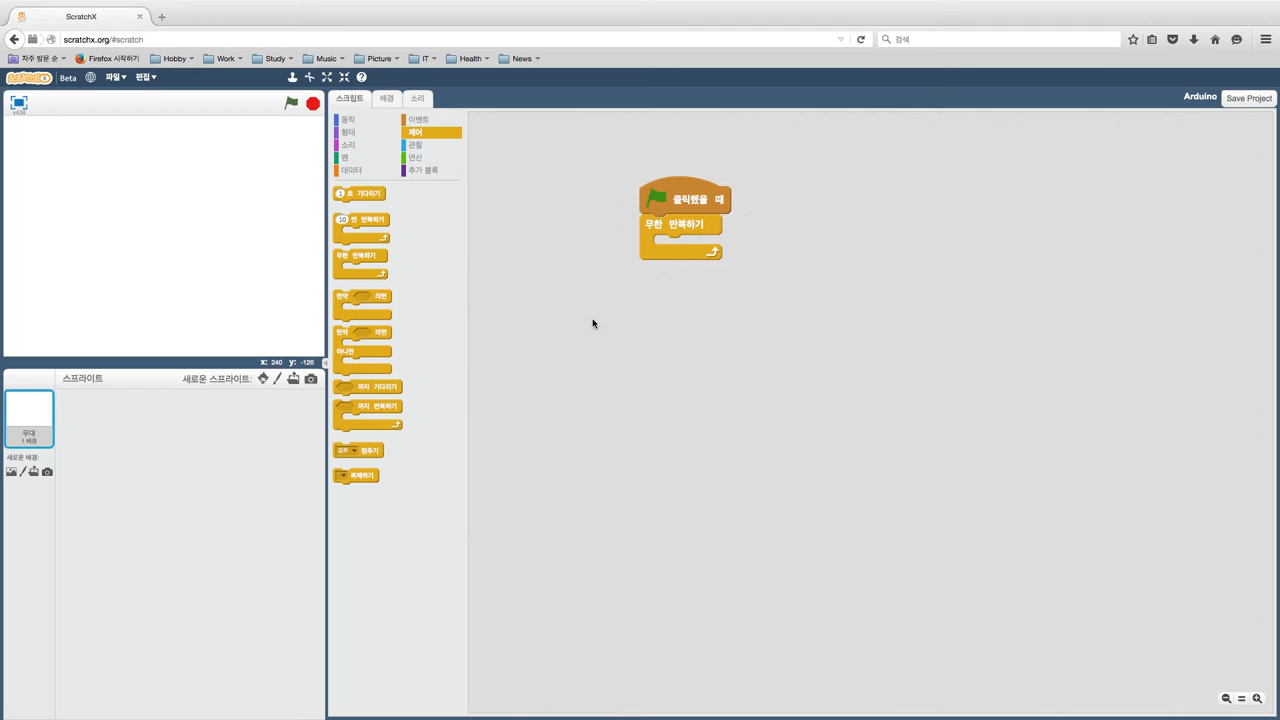 ScratchX
scratchx.org/#scratch
검색
자주 방문 순
Firefox 시작하기
Hobby
Work
Study
Music
Picture
IT
Health
News
SCRATCHX
Beta
파일
편집
v438
스크립트
배경
소리
Arduino
Save Project
동작
이벤트
형태
제어
소리
관찰
펜
연산
데이터
추가 블록
1 초 기다리기
10 번 반복하기
무한 반복하기
만약 라면
만약 라면
아니면
까지 기다리기
까지 반복하기
모두 멈추기
복제하기
클릭했을 때
무한 반복하기
x: 240 y: -126
스프라이트
새로운 스프라이트:
무대
1 배경
새로운 배경: